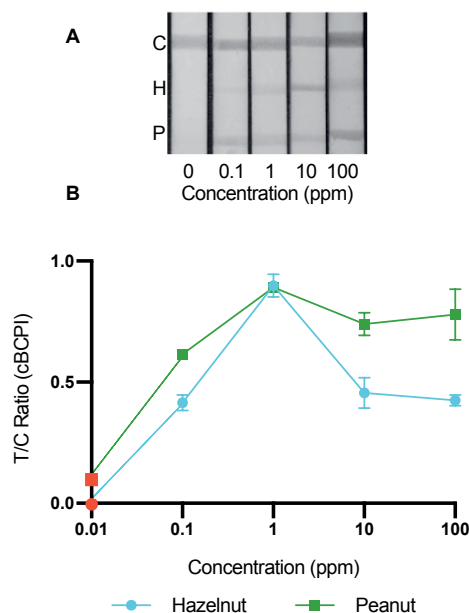 A
C
H
P
0 0.1 1 10 100
Concentration (ppm)
B
T/C Ratio (cBCPI)
1.0
0.5
0.0
0.01 0.1 1 10 100
Concentration (ppm)
Hazelnut Peanut